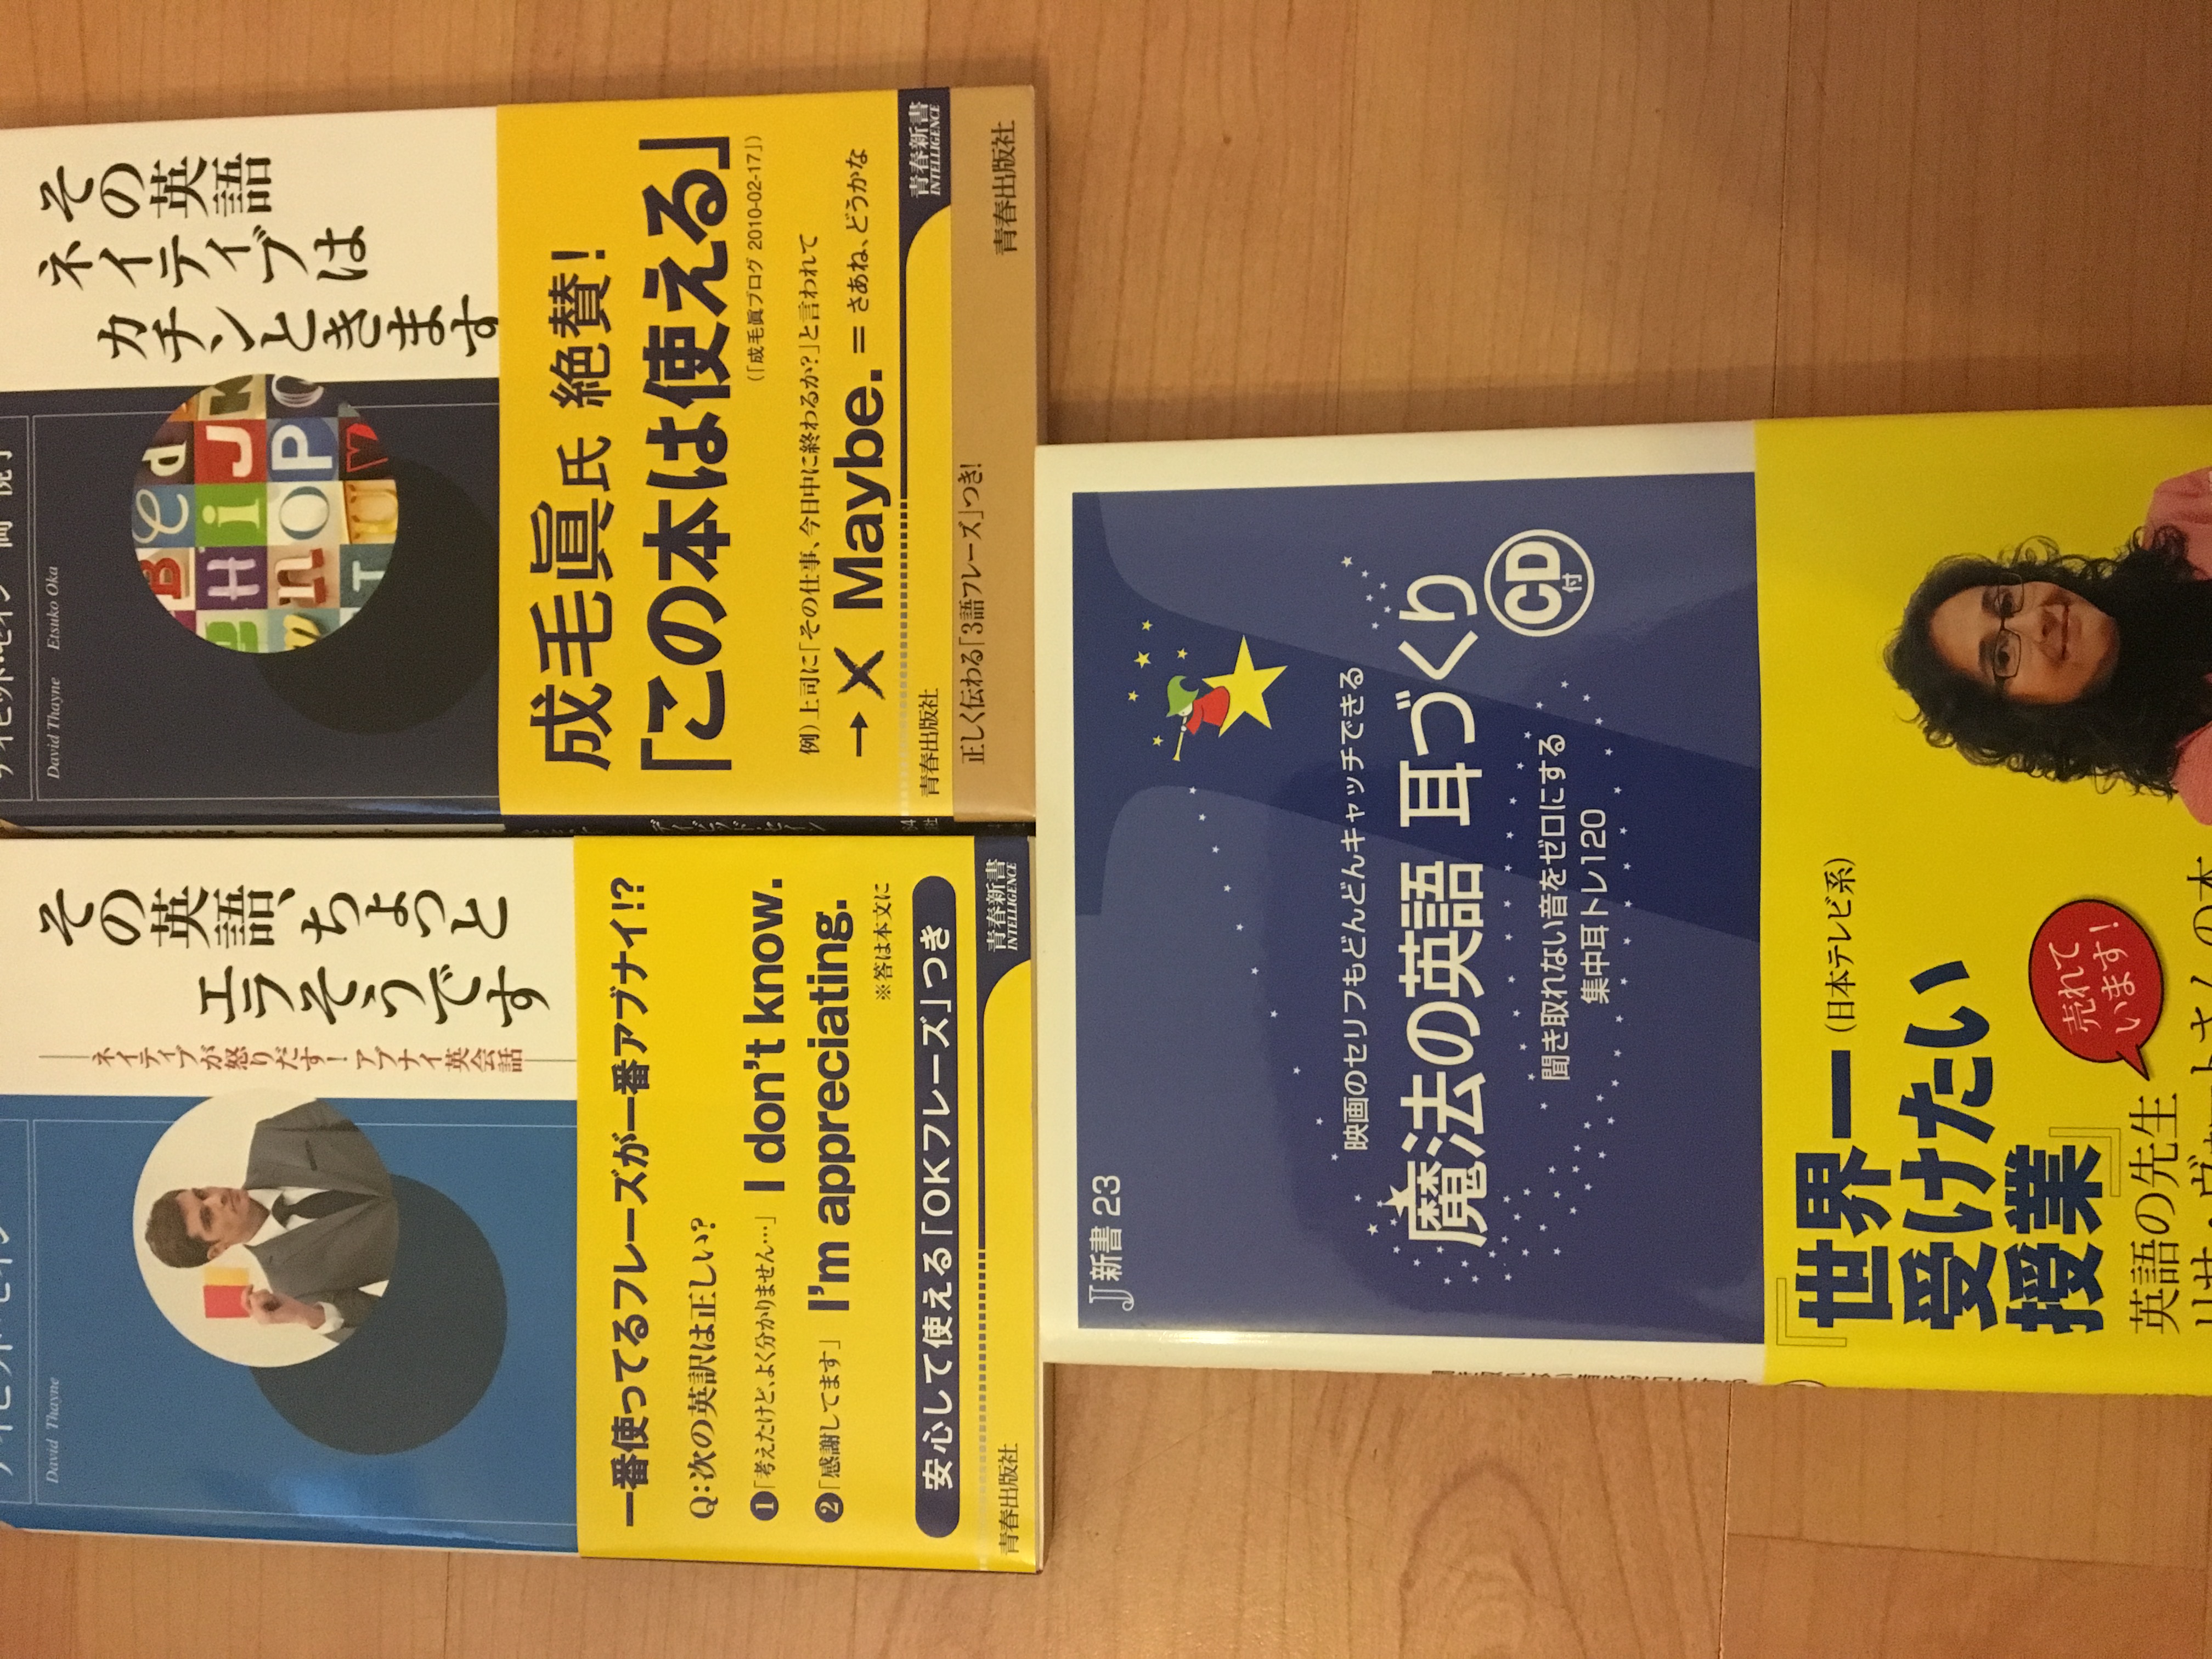 その英語、ちょっと
エラそうです
ネイティブが怒りだす！ アブナイ英会話
David Thayne
一番使ってるフレーズが一番アブナイ!?
Q:次の英訳は正しい?
❶「考えたけど、よく分かりません…」 I don't know.
❷「感謝してます」 I'm appreciating.
※答は本文に
安心して使える「OKフレーズ」つき
青春出版社
青春新書
INTELLIGENCE
その英語
ネイティブは
カチンときます
David Thayne Etsuko Oka
成毛眞氏 絶賛!
「この本は使える」
(「成毛眞ブログ 2010-02-17」)
例)上司に「その仕事、今日中に終わるか?」と言われて
→ × Maybe. = さあね、どうかな
青春出版社
青春新書
INTELLIGENCE
正しく伝わる「3語フレーズ」つき!
青春出版社
J新書 23
映画のセリフもどんどんキャッチできる
魔法の英語 耳づくり
CD付
聞き取れない音をゼロにする
集中耳トレ120
『世界一
(日本テレビ系)
受けたい
授業』
売れて
います!
英語の先生